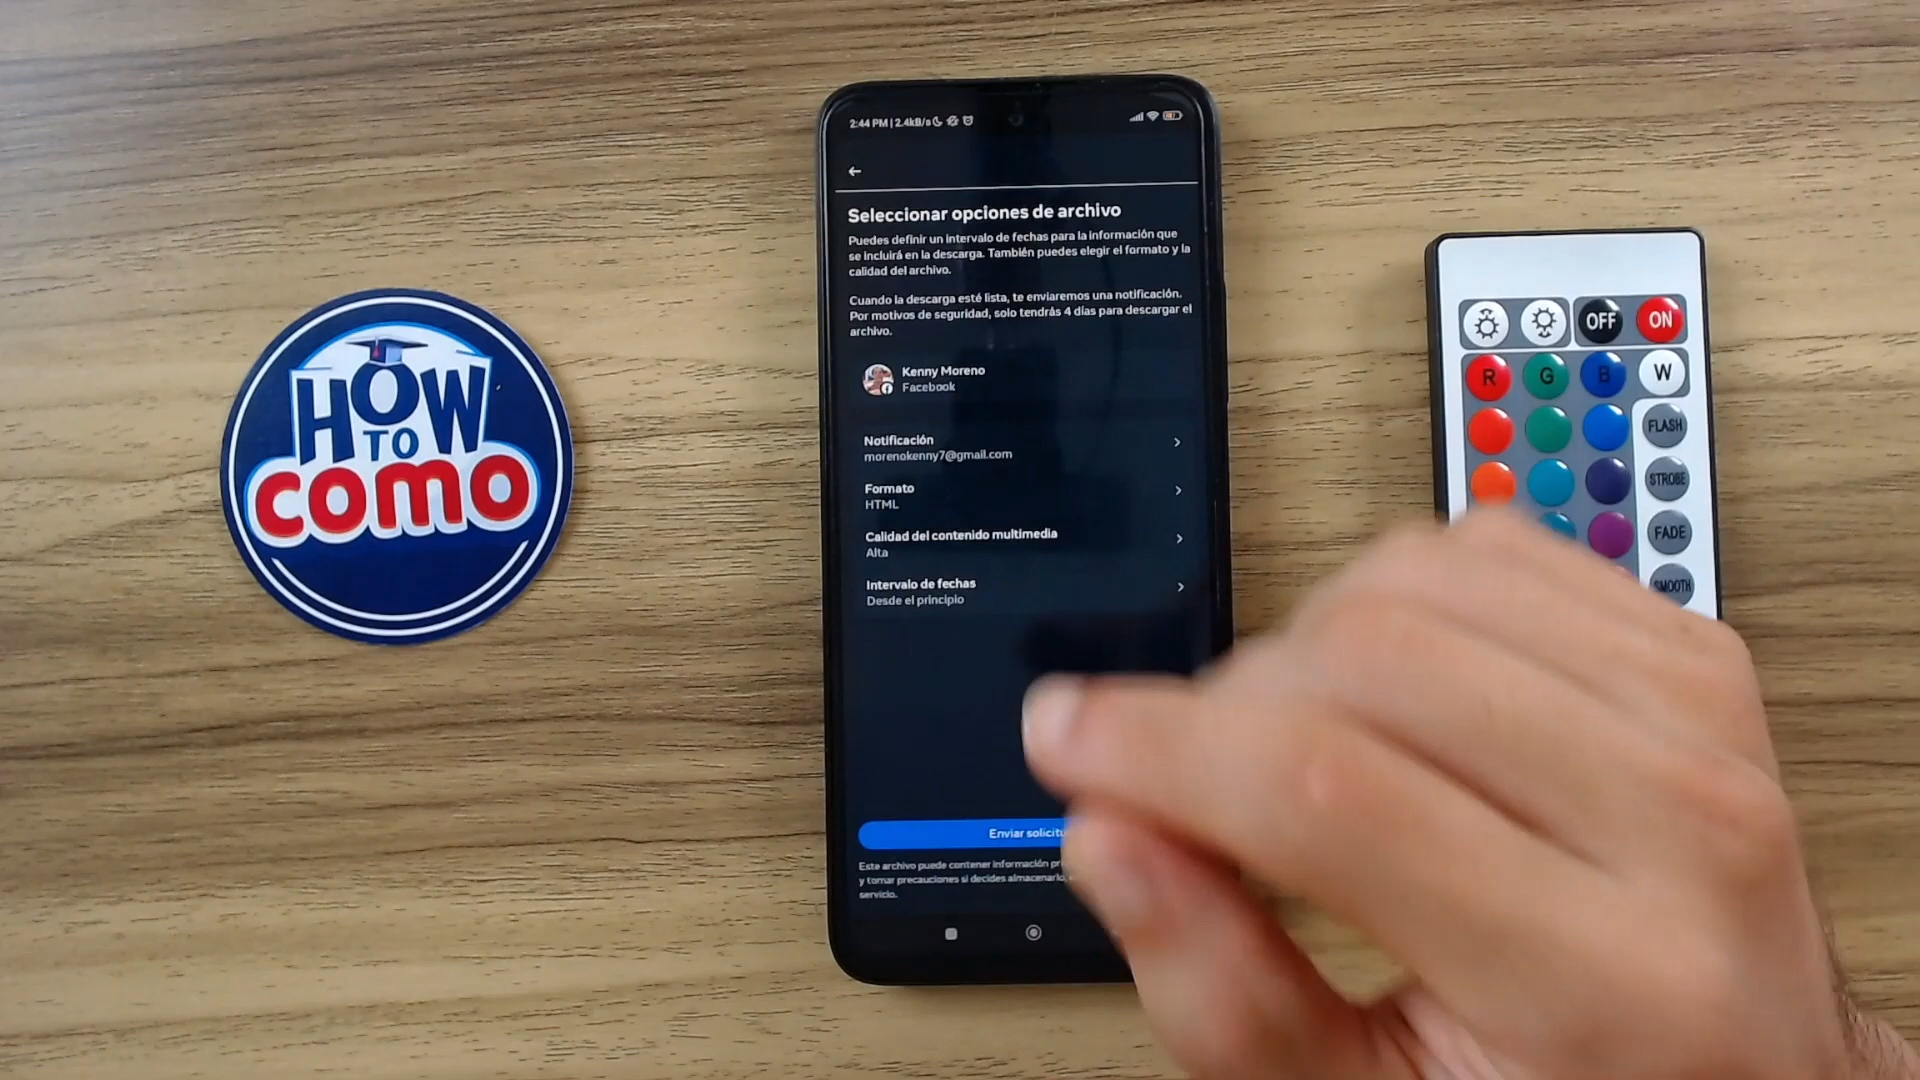 HOW
TO
COMO
2:44 PM | 2.4kB/s
Seleccionar opciones de archivo
Puedes definir un intervalo de fechas para la información que
se incluirá en la descarga. También puedes elegir el formato y la
calidad del archivo.
Cuando la descarga esté lista, te enviaremos una notificación.
Por motivos de seguridad, solo tendrás 4 días para descargar el
archivo.
Kenny Moreno
Facebook
Notificación
morenokenny7@gmail.com
Formato
HTML
Calidad del contenido multimedia
Alta
Intervalo de fechas
Desde el principio
Enviar
Este archivo puede contener información
y tomar precauciones si decides almacenarlo,
servicio.
OFF ON
R G B W
FLASH
STROBE
FADE
SMOOTH